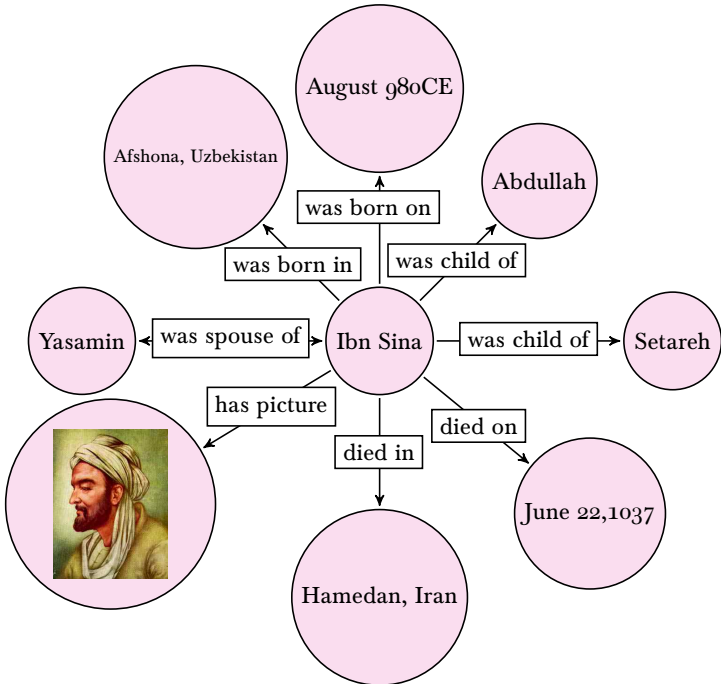 August 980CE
Afshona, Uzbekistan
Abdullah
was born on
was born in
was child of
Yasamin
was spouse of
Ibn Sina
was child of
Setareh
has picture
died in
died on
June 22,1037
Hamedan, Iran